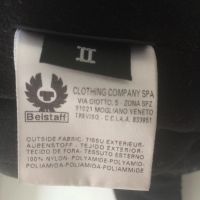 II
CLOTHING COMPANY SPA
VIA GIOTTO, 5 - ZONA SPZ
31021 MOGLIANO VENETO
TREVISO - C.E.I.A. 833951
Belstaff
OUTSIDE FABRIC-TISSU EXTERIEUR-
AUBENSTOFF-TEJIDO EXTERIOR-
TECIDO DE FORA-TESSUTO ESTERNO
100% NYLON-POLYAMIDE-POLYAMID-
POLIAMIDA-POLIAMIDA-POLIAMMIDE